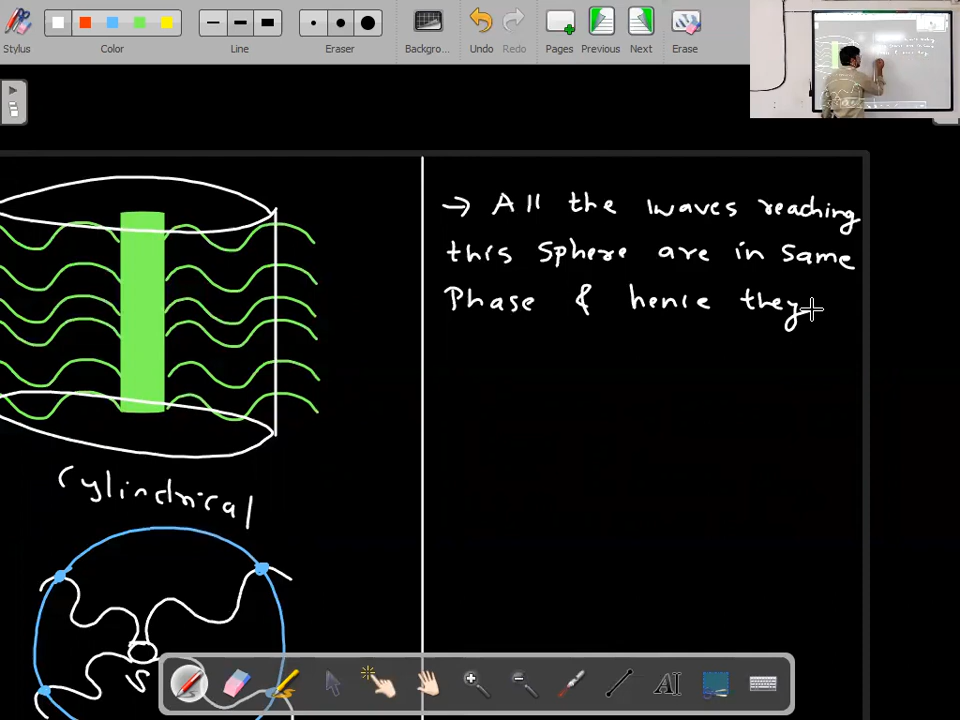 Stylus
Color
Line
Eraser
Backgro...
Undo
Redo
Pages
Previous
Next
Erase
→ All the waves reaching
this sphere are in same
Phase & hence they
Cylindrical
S
AI